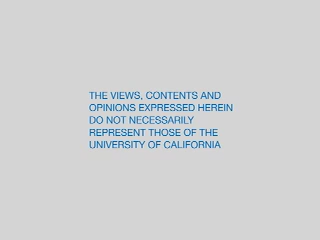 THE VIEWS, CONTENTS AND
OPINIONS EXPRESSED HEREIN
DO NOT NECESSARILY
REPRESENT THOSE OF THE
UNIVERSITY OF CALIFORNIA